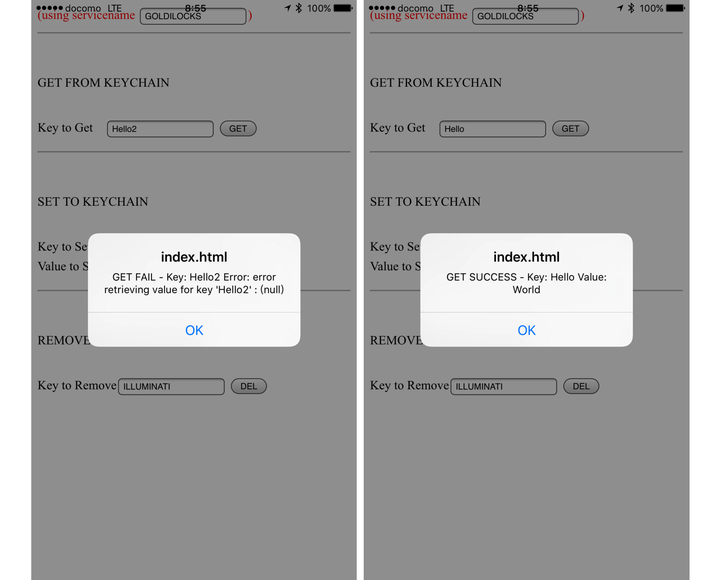 ●●●●● docomo LTE 8:55 100%
(using servicename GOLDILOCKS )
GET FROM KEYCHAIN
Key to Get Hello2 GET
SET TO KEYCHAIN
Key to Se
Value to S
index.html
GET FAIL - Key: Hello2 Error: error
retrieving value for key 'Hello2' : (null)
OK
REMOVE
Key to Remove ILLUMINATI DEL
●●●●● docomo LTE 8:55 100%
(using servicename GOLDILOCKS )
GET FROM KEYCHAIN
Key to Get Hello GET
SET TO KEYCHAIN
Key to Se
Value to S
index.html
GET SUCCESS - Key: Hello Value:
World
OK
REMOVE
Key to Remove ILLUMINATI DEL